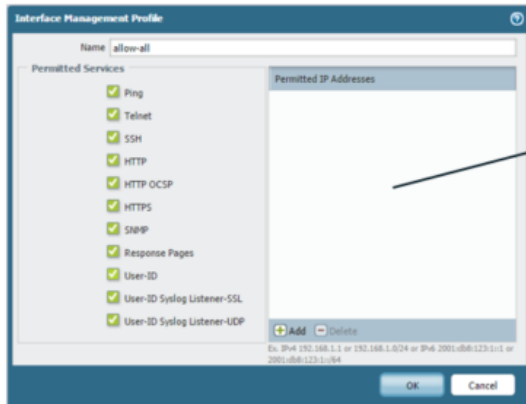 Interface Management Profile
Name allow-all
Permitted Services
Ping
Telnet
SSH
HTTP
HTTP OCSP
HTTPS
SNMP
Response Pages
User-ID
User-ID Syslog Listener-SSL
User-ID Syslog Listener-UDP
Permitted IP Addresses
Add Delete
Ex. IPv4 192.168.1.1 or 192.168.1.0/24 or IPv6 2001:db8:123:1::1 or
2001:db8:123:1::/64
OK Cancel